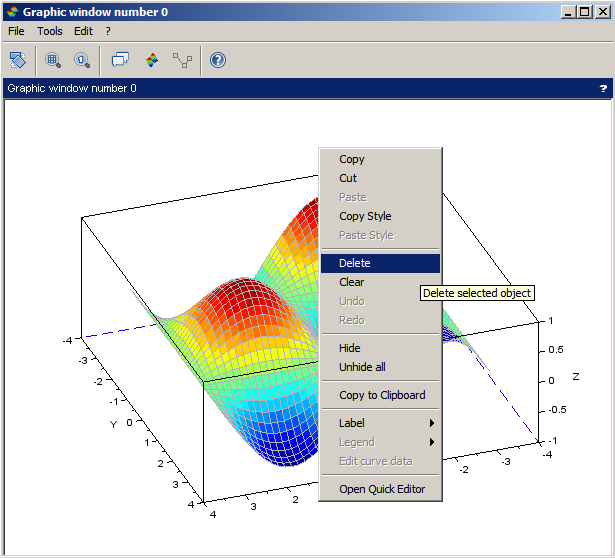 Graphic window number 0
File Tools Edit ?
Graphic window number 0 ?
Copy
Cut
Paste
Copy Style
Paste Style
Delete
Clear
Delete selected object
Undo
Redo
Hide
Unhide all
Copy to Clipboard
Label
Legend
Edit curve data
Open Quick Editor
-4
-3
-2
-1
0
1
2
3
4
Y
4
3
2
1
-2
-3
-4
1
0.5
0
-0.5
-1
Z